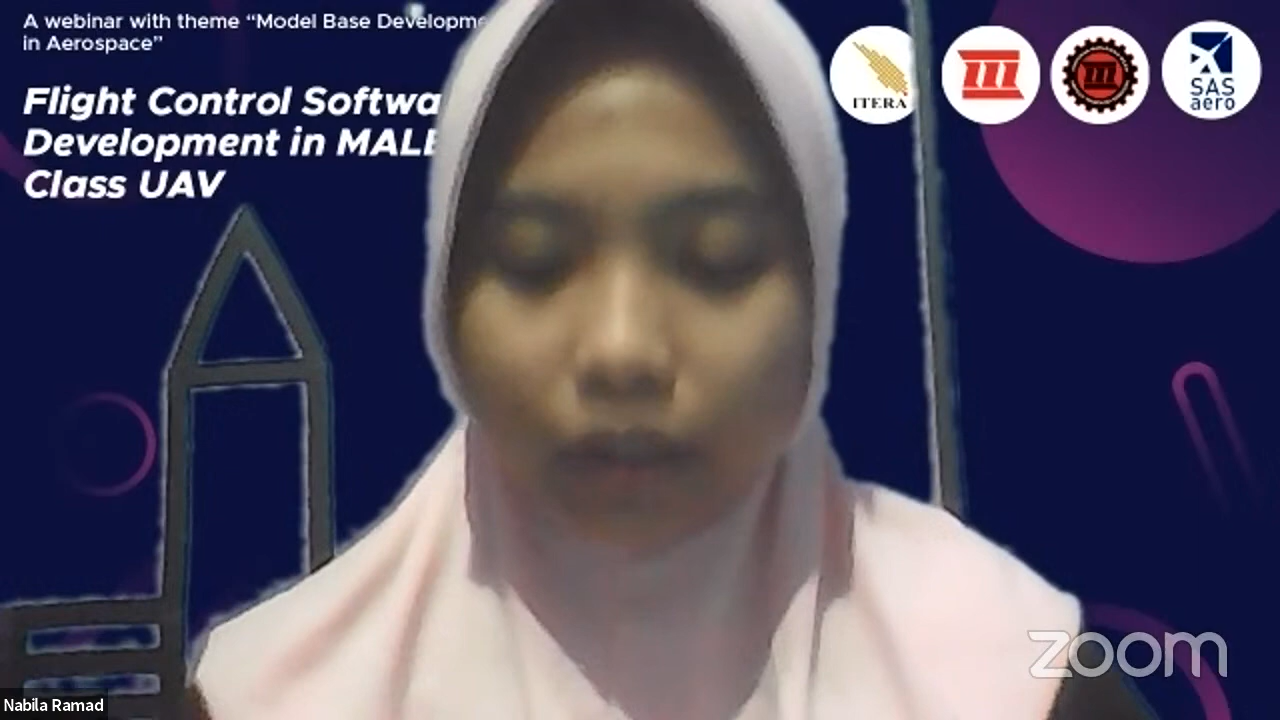 A webinar with theme “Model Base Developme
in Aerospace”
Flight Control Softwa
Development in MALE
Class UAV
ITERA
SAS
aero
zoom
Nabila Ramad